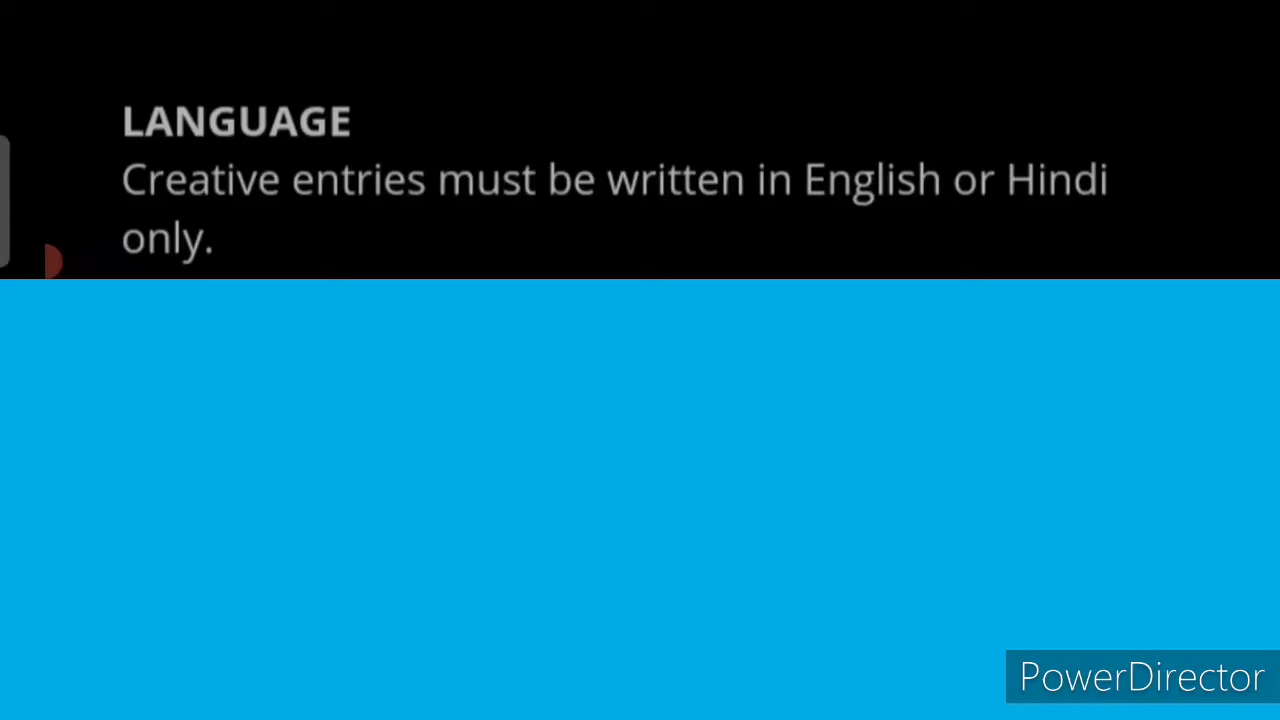 LANGUAGE
Creative entries must be written in English or Hindi
only.
PowerDirector